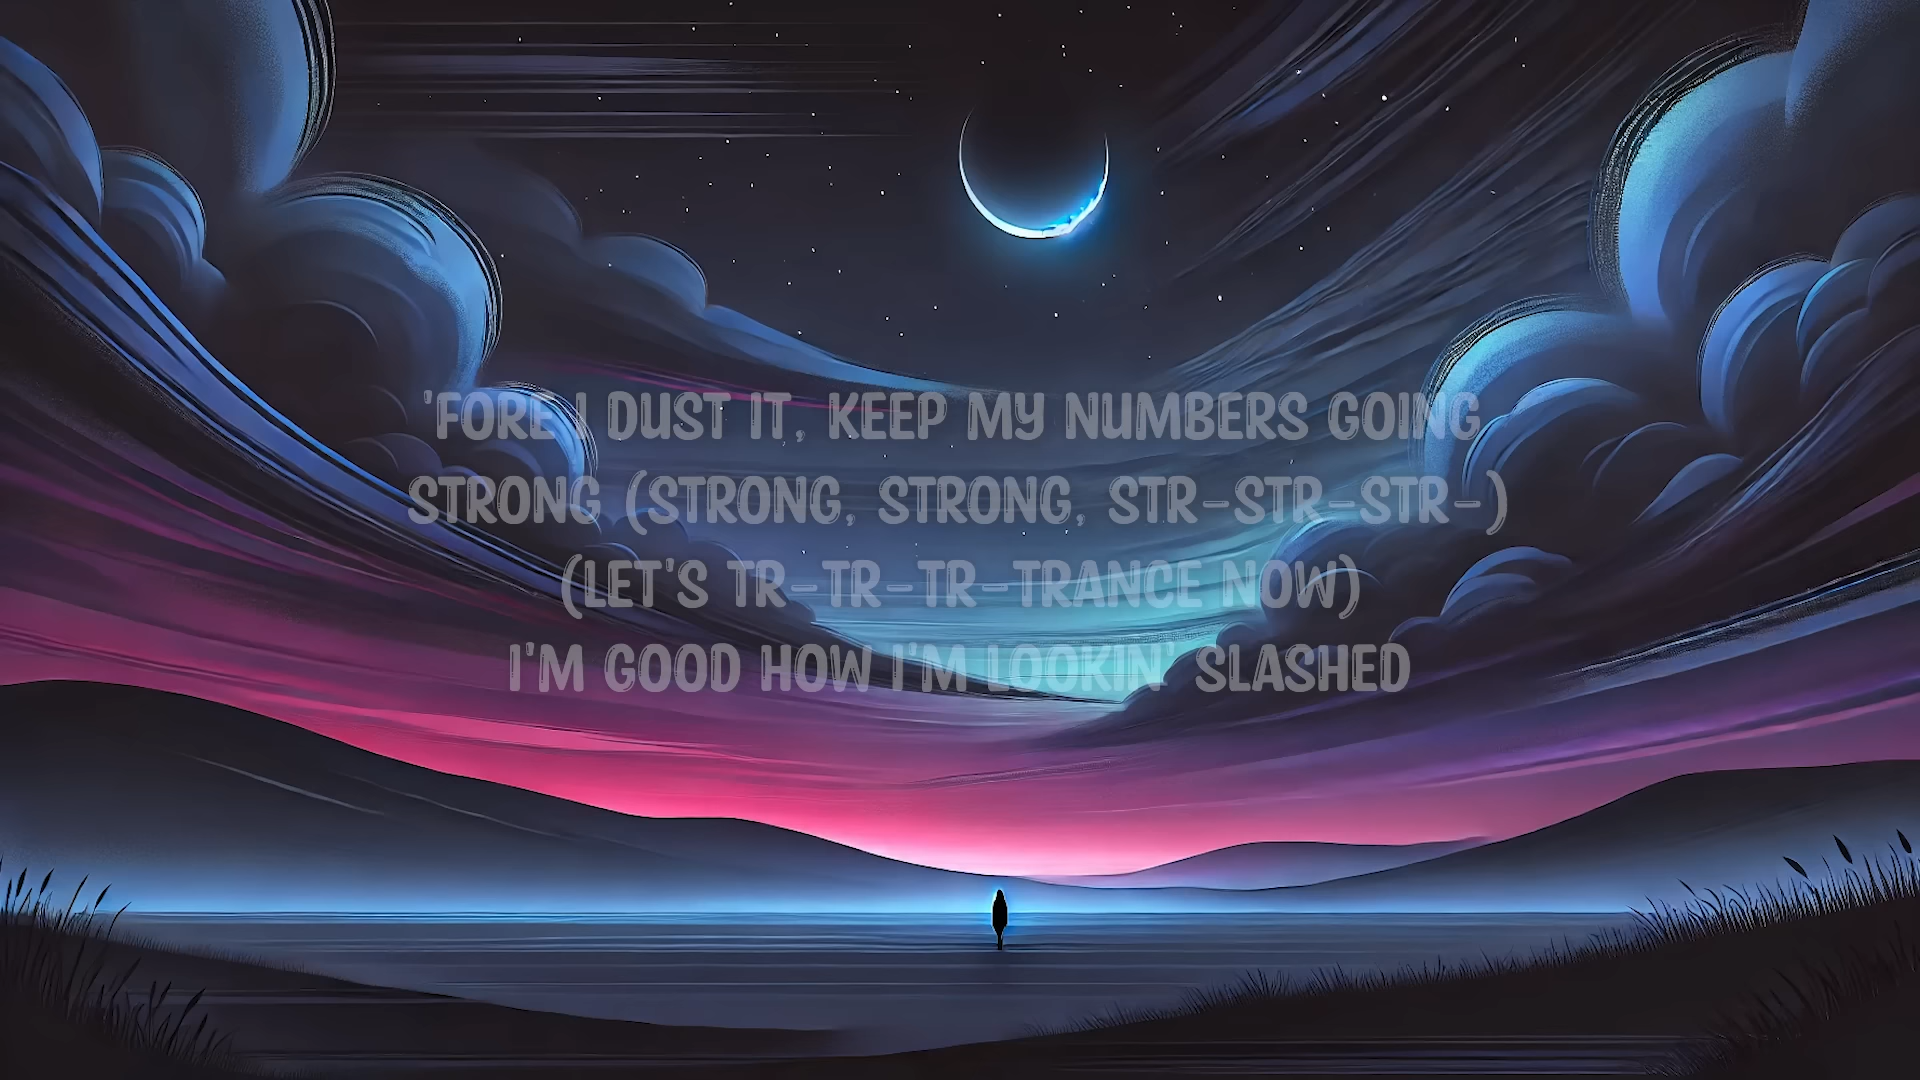 'FORE I DUST IT, KEEP MY NUMBERS GOING
STRONG (STRONG, STRONG, STR-STR-STR-)
(LET'S TR-TR-TR-TRANCE NOW)
I'M GOOD HOW I'M LOOKIN' SLASHED